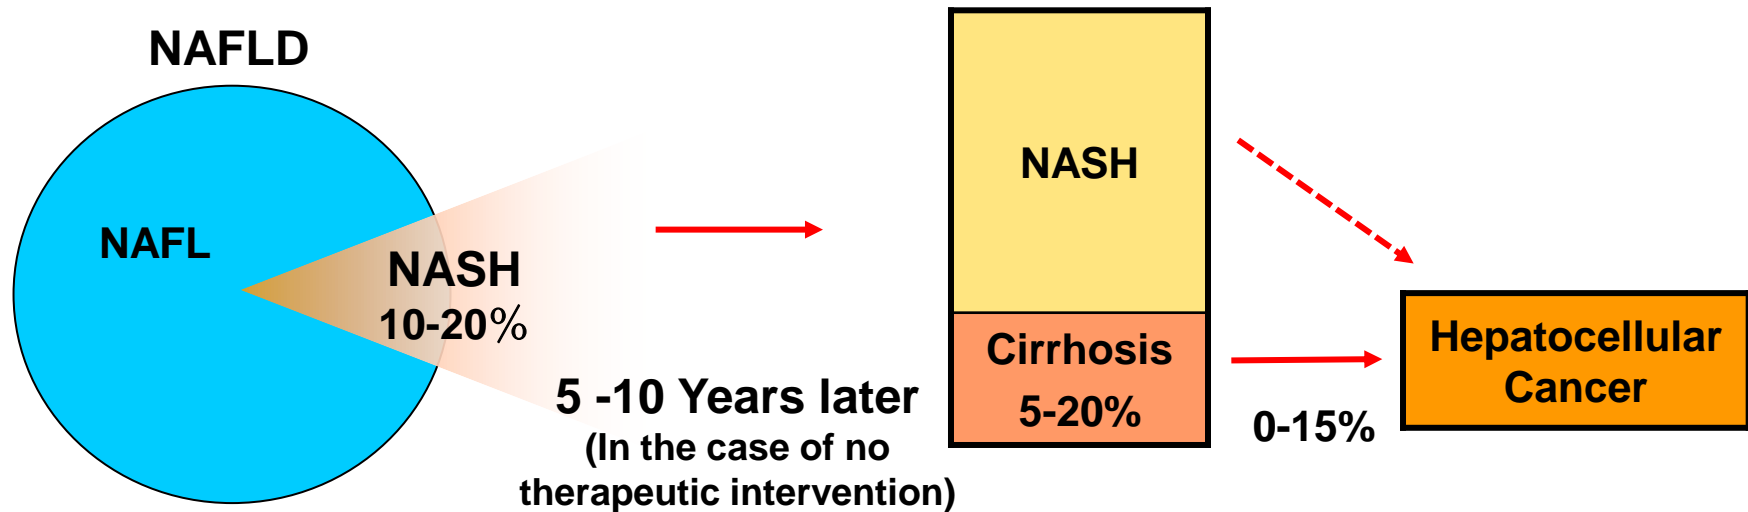 NAFLD
NAFL
NASH
10-20%
5 -10 Years later
(In the case of no
therapeutic intervention)
NASH
Cirrhosis
5-20%
0-15%
Hepatocellular
Cancer